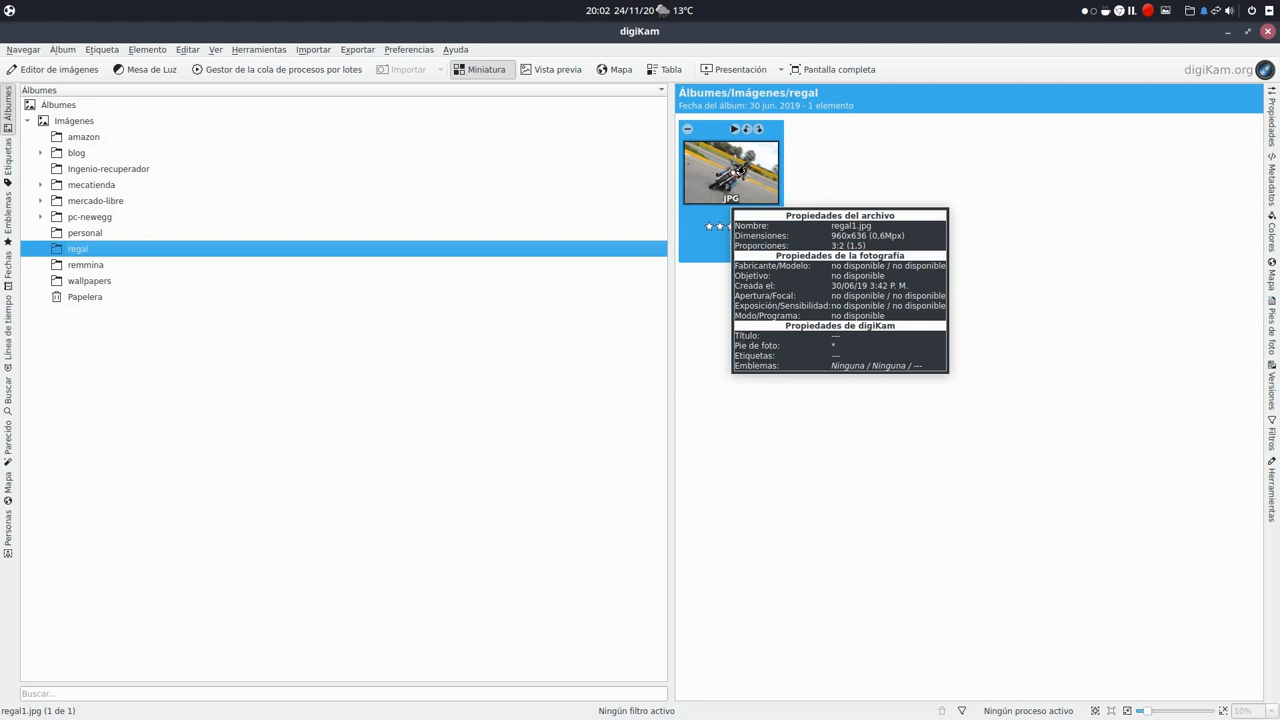 20:02 24/11/20 13°C
digiKam
Navegar Álbum Etiqueta Elemento Editar Ver Herramientas Importar Exportar Preferencias Ayuda
Editor de imágenes Mesa de Luz Gestor de la cola de procesos por lotes Importar Miniatura Vista previa Mapa Tabla Presentación Pantalla completa digiKam.org
Álbumes
Álbumes
Imágenes
amazon
blog
Ingenio-recuperador
mecatienda
mercado-libre
pc-newegg
personal
regal
remmina
wallpapers
Papelera
Buscar...
Álbumes
Etiquetas
Emblemas
Fechas
Línea de tiempo
Buscar
Parecido
Mapa
Personas
Álbumes/Imágenes/regal
Fecha del álbum: 30 jun. 2019 - 1 elemento
JPG
Propiedades del archivo
Nombre: regal1.jpg
Dimensiones: 960x636 (0,6Mpx)
Proporciones: 3:2 (1,5)
Propiedades de la fotografía
Fabricante/Modelo: no disponible / no disponible
Objetivo: no disponible
Creada el: 30/06/19 3:42 P. M.
Apertura/Focal: no disponible / no disponible
Exposición/Sensibilidad: no disponible / no disponible
Modo/Programa: no disponible
Propiedades de digiKam
Título: ---
Pie de foto: *
Etiquetas: ---
Emblemas: Ninguna / Ninguna / ---
Propiedades
Metadatos
Colores
Mapa
Pies de foto
Versiones
Filtros
Herramientas
regal1.jpg (1 de 1) Ningún filtro activo Ningún proceso activo 10%